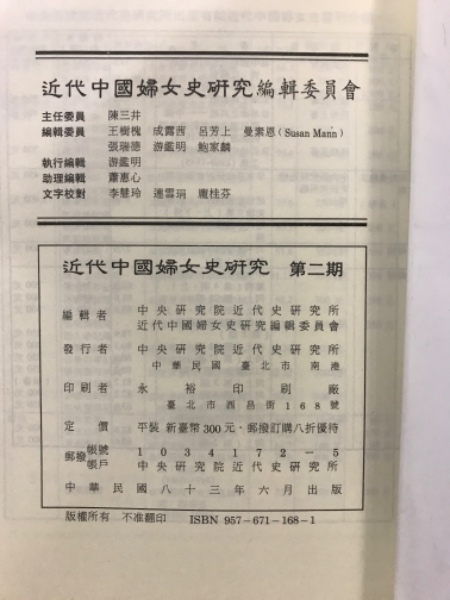 近代中國婦女史研究編輯委員會
主任委員 陳三井
編輯委員 王樹槐 成露茜 呂芳上 曼素恩(Susan Mann)
張瑞德 游鑑明 鮑家麟
執行編輯 游鑑明
助理編輯 蕭惠心
文字校對 李慧玲 連雲瑞 龐桂芬
近代中國婦女史研究 第二期
編輯者 中央研究院近代史研究所
近代中國婦女史研究編輯委員會
發行者 中央研究院近代史研究所
中華民國 臺北市 南港
印刷者 永裕印刷廠
臺北市西昌街168號
定價 平裝 新臺幣300元.郵撥訂購八折優待
郵撥帳號 1034172-5
帳戶 中央研究院近代史研究所
中華民國八十三年六月出版
版權所有 不准翻印 ISBN 957-671-168-1